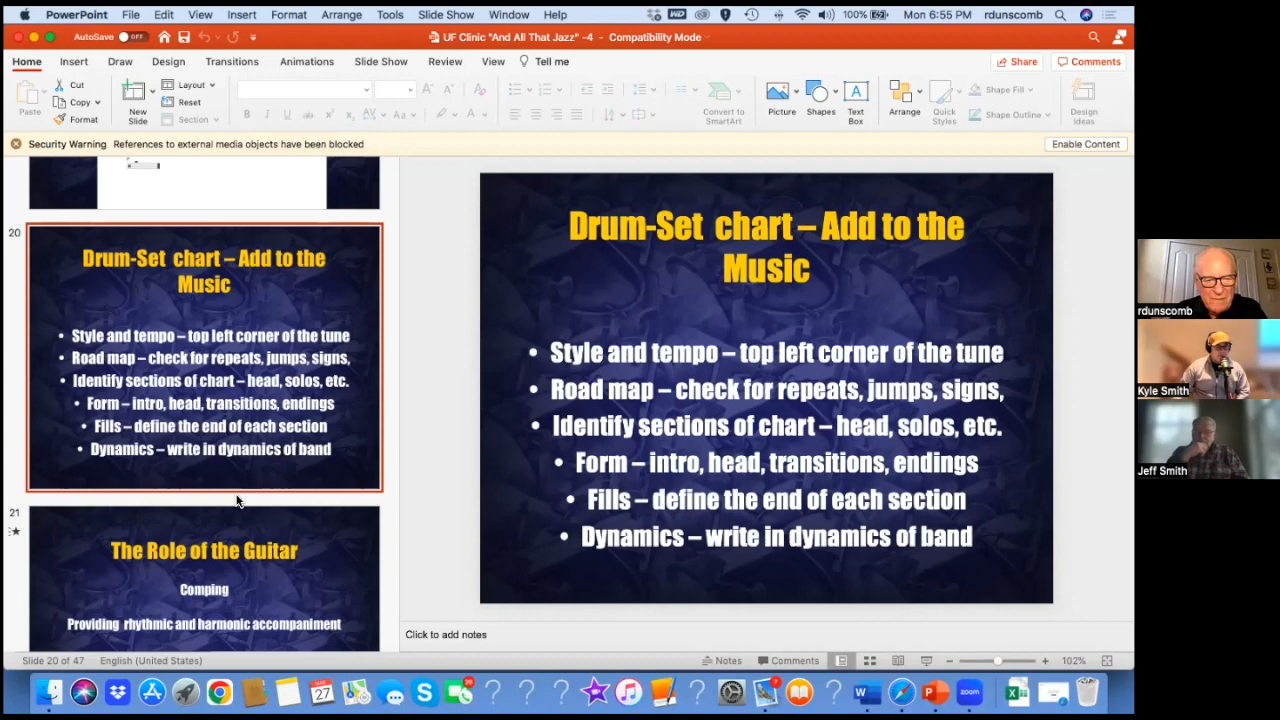 PowerPoint File Edit View Insert Format Arrange Tools Slide Show Window Help
100% Mon 6:55 PM rdunscomb
AutoSave OFF
UF Clinic "And All That Jazz" -4 - Compatibility Mode
Home Insert Draw Design Transitions Animations Slide Show Review View Tell me
Share Comments
Paste
Cut
Copy
Format
New
Slide
Layout
Reset
Section
Convert to
SmartArt
Picture
Shapes
Text
Box
Arrange
Quick
Styles
Shape Fill
Shape Outline
Design
Ideas
Security Warning References to external media objects have been blocked
Enable Content
20
Drum-Set chart – Add to the
Music
• Style and tempo – top left corner of the tune
• Road map – check for repeats, jumps, signs,
• Identify sections of chart – head, solos, etc.
• Form – intro, head, transitions, endings
• Fills – define the end of each section
• Dynamics – write in dynamics of band
21
The Role of the Guitar
Comping
Providing rhythmic and harmonic accompaniment
Drum-Set chart – Add to the
Music
• Style and tempo – top left corner of the tune
• Road map – check for repeats, jumps, signs,
• Identify sections of chart – head, solos, etc.
• Form – intro, head, transitions, endings
• Fills – define the end of each section
• Dynamics – write in dynamics of band
Click to add notes
Slide 20 of 47 English (United States)
Notes Comments 102%
rdunscomb
Kyle Smith
Jeff Smith
MAR
27
26
7
zoom